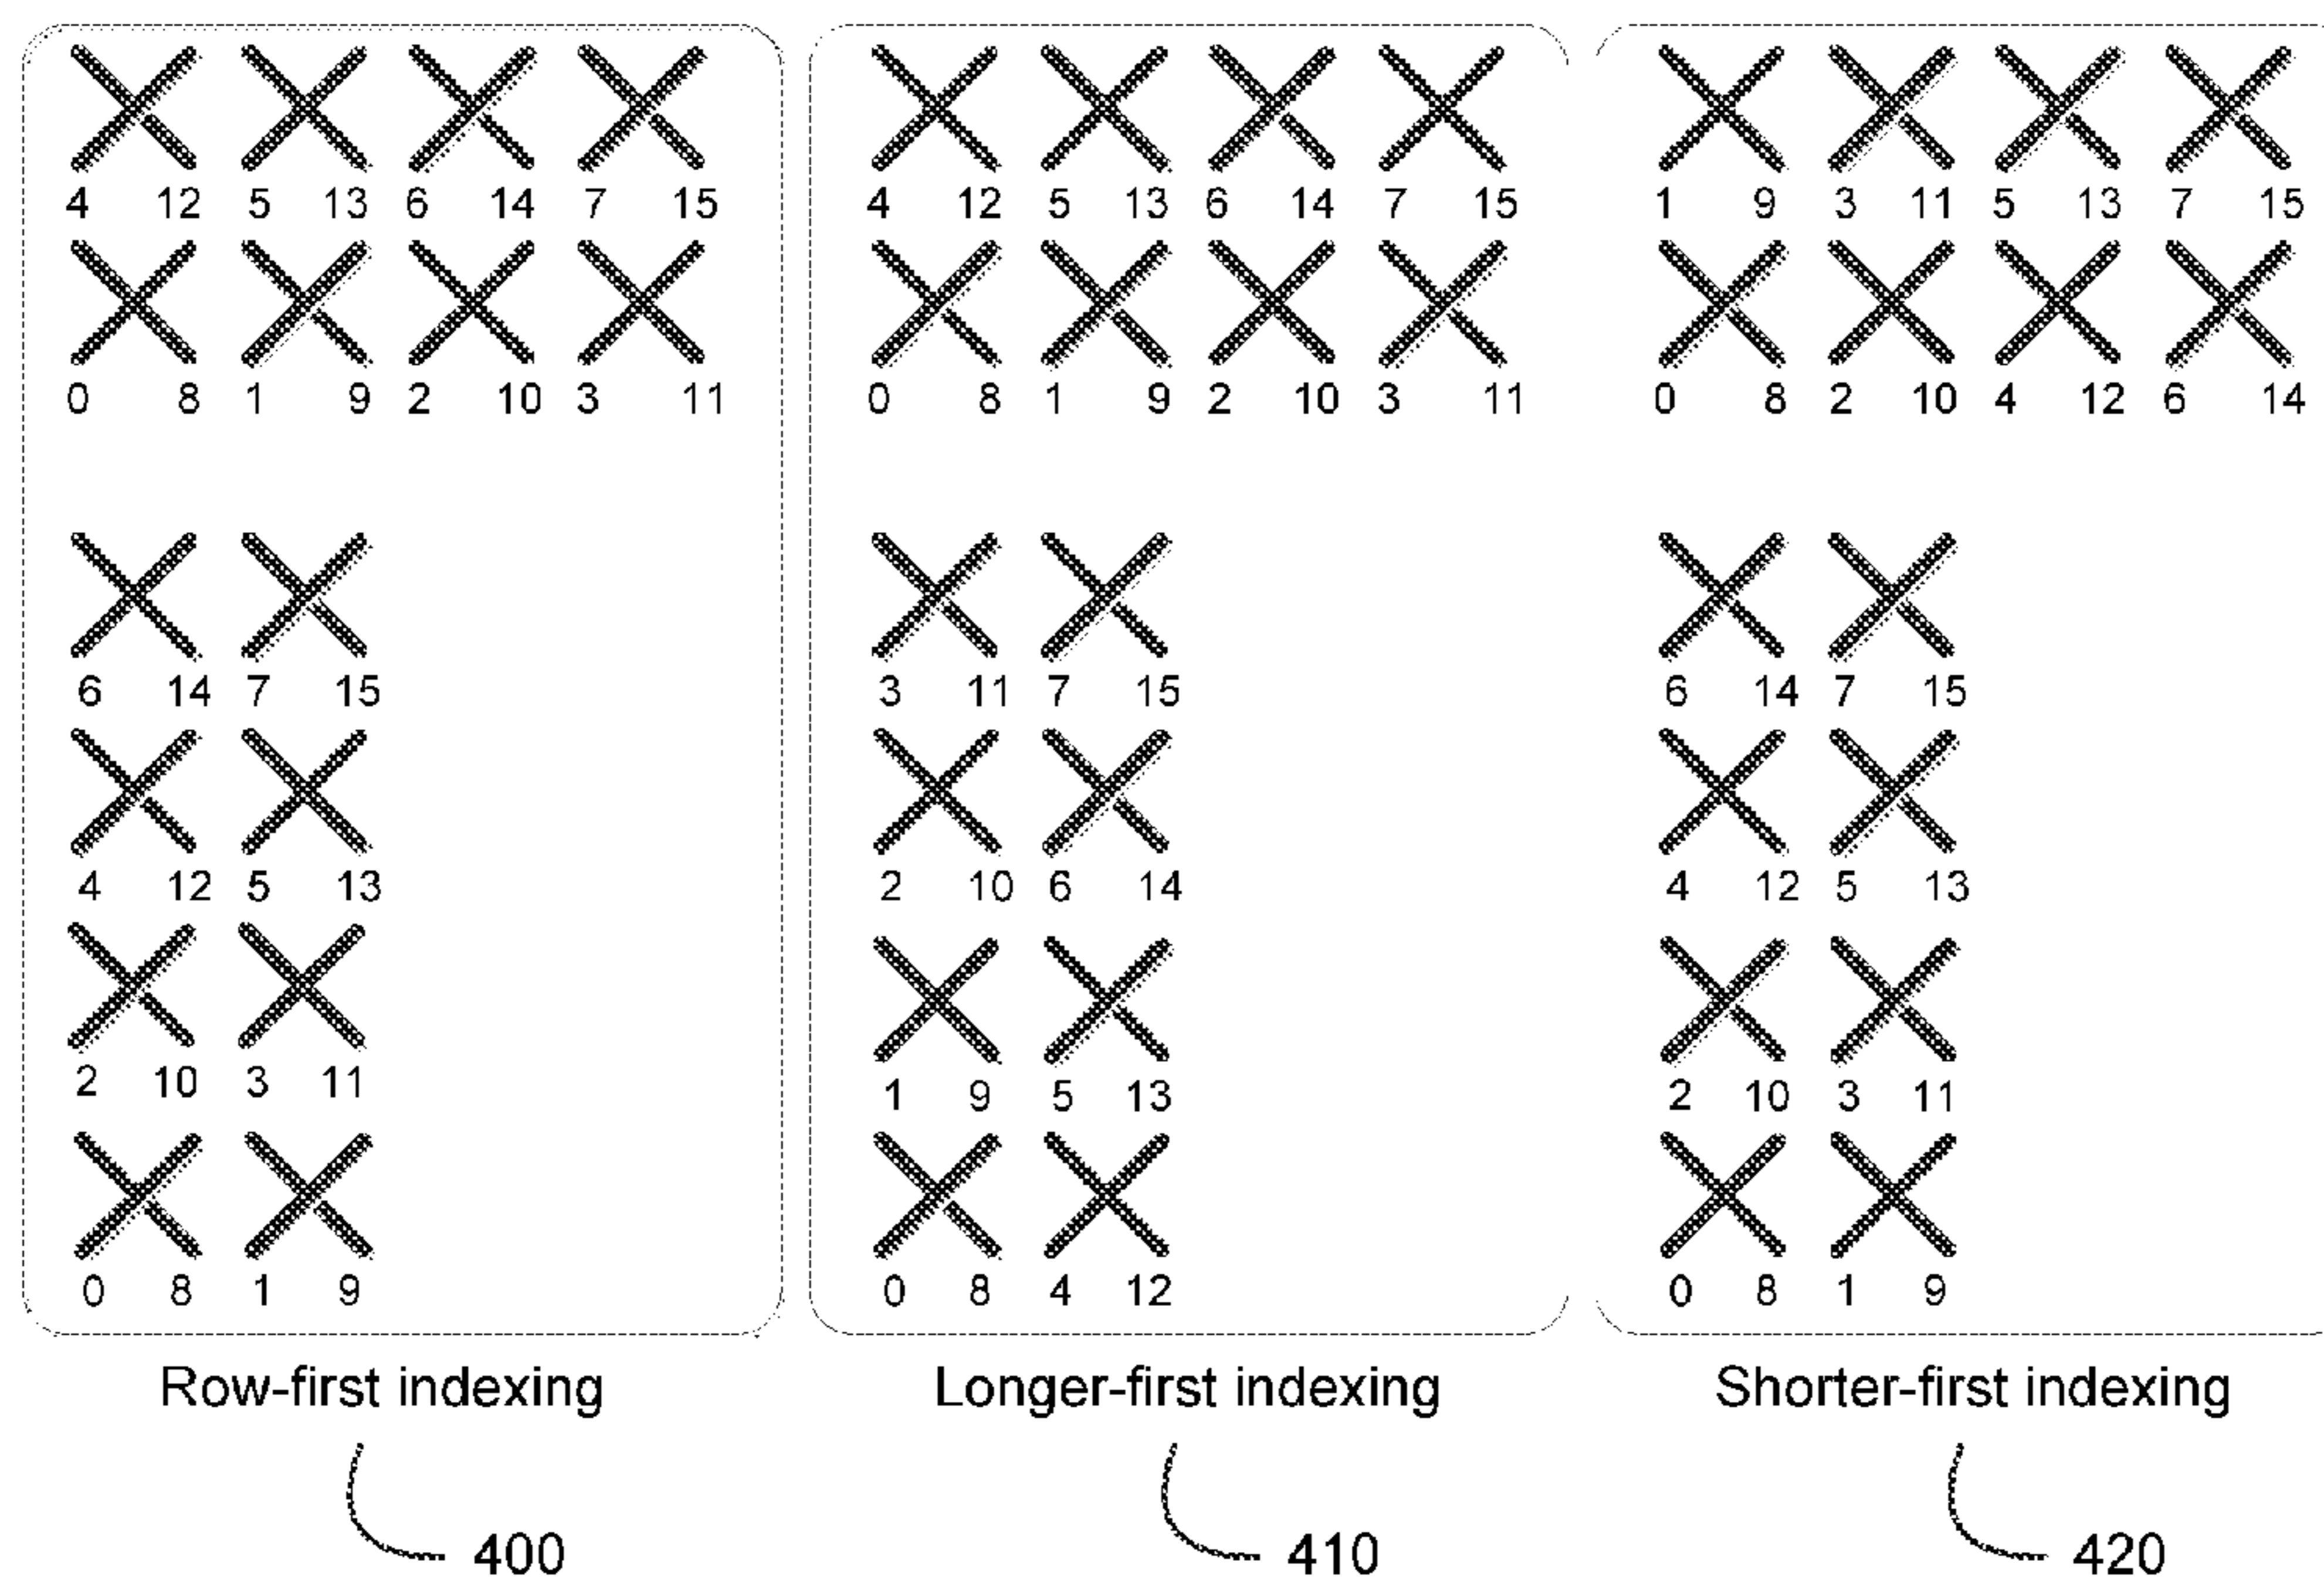 4 12 5 13 6 14 7 15 4 12 5 13 6 14 7 15 1 9 3 11 5 13 7 15
0 8 1 9 2 10 3 11 0 8 1 9 2 10 3 11 0 8 2 10 4 12 6 14
6 14 7 15 3 11 7 15 6 14 7 15
4 12 5 13 2 10 6 14 4 12 5 13
2 10 3 11 1 9 5 13 2 10 3 11
0 8 1 9 0 8 4 12 0 8 1 9
Row-first indexing Longer-first indexing Shorter-first indexing
400 410 420